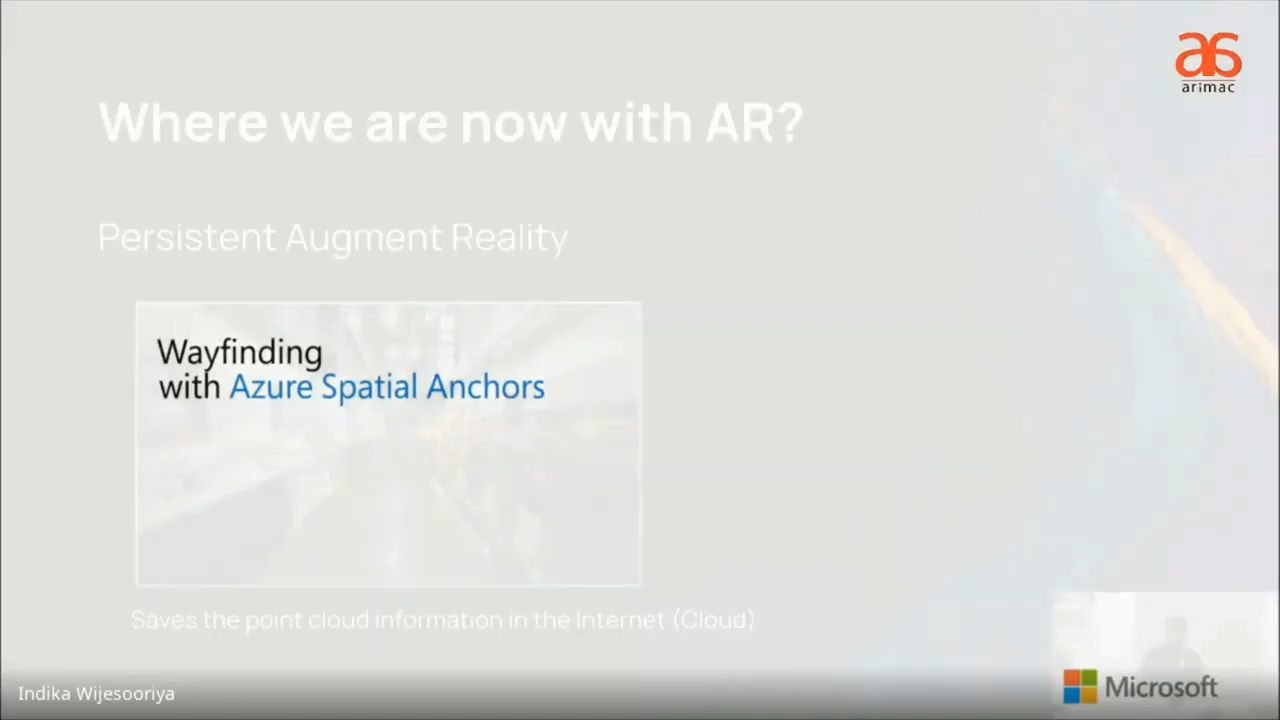 arimac
Where we are now with AR?
Persistent Augment Reality
Wayfinding
with Azure Spatial Anchors
Saves the point cloud information in the Internet (Cloud)
Indika Wijesooriya
Microsoft